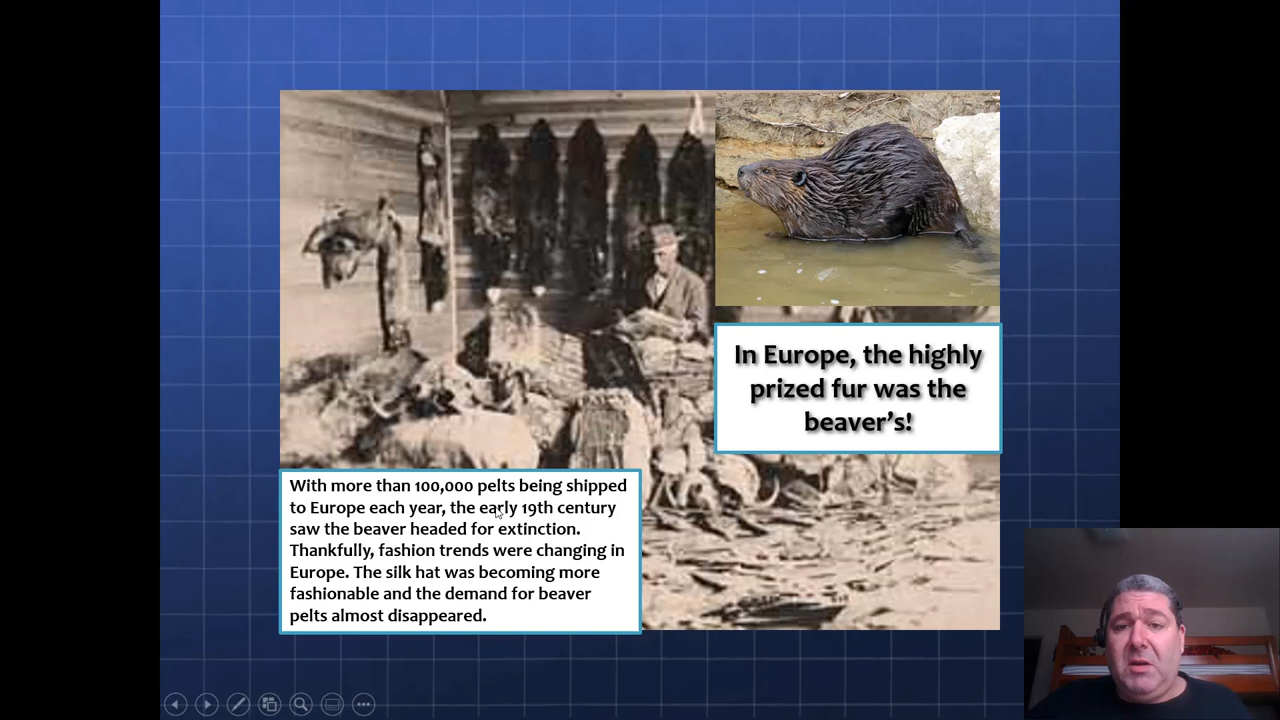 In Europe, the highly
prized fur was the
beaver's!
With more than 100,000 pelts being shipped
to Europe each year, the early 19th century
saw the beaver headed for extinction.
Thankfully, fashion trends were changing in
Europe. The silk hat was becoming more
fashionable and the demand for beaver
pelts almost disappeared.